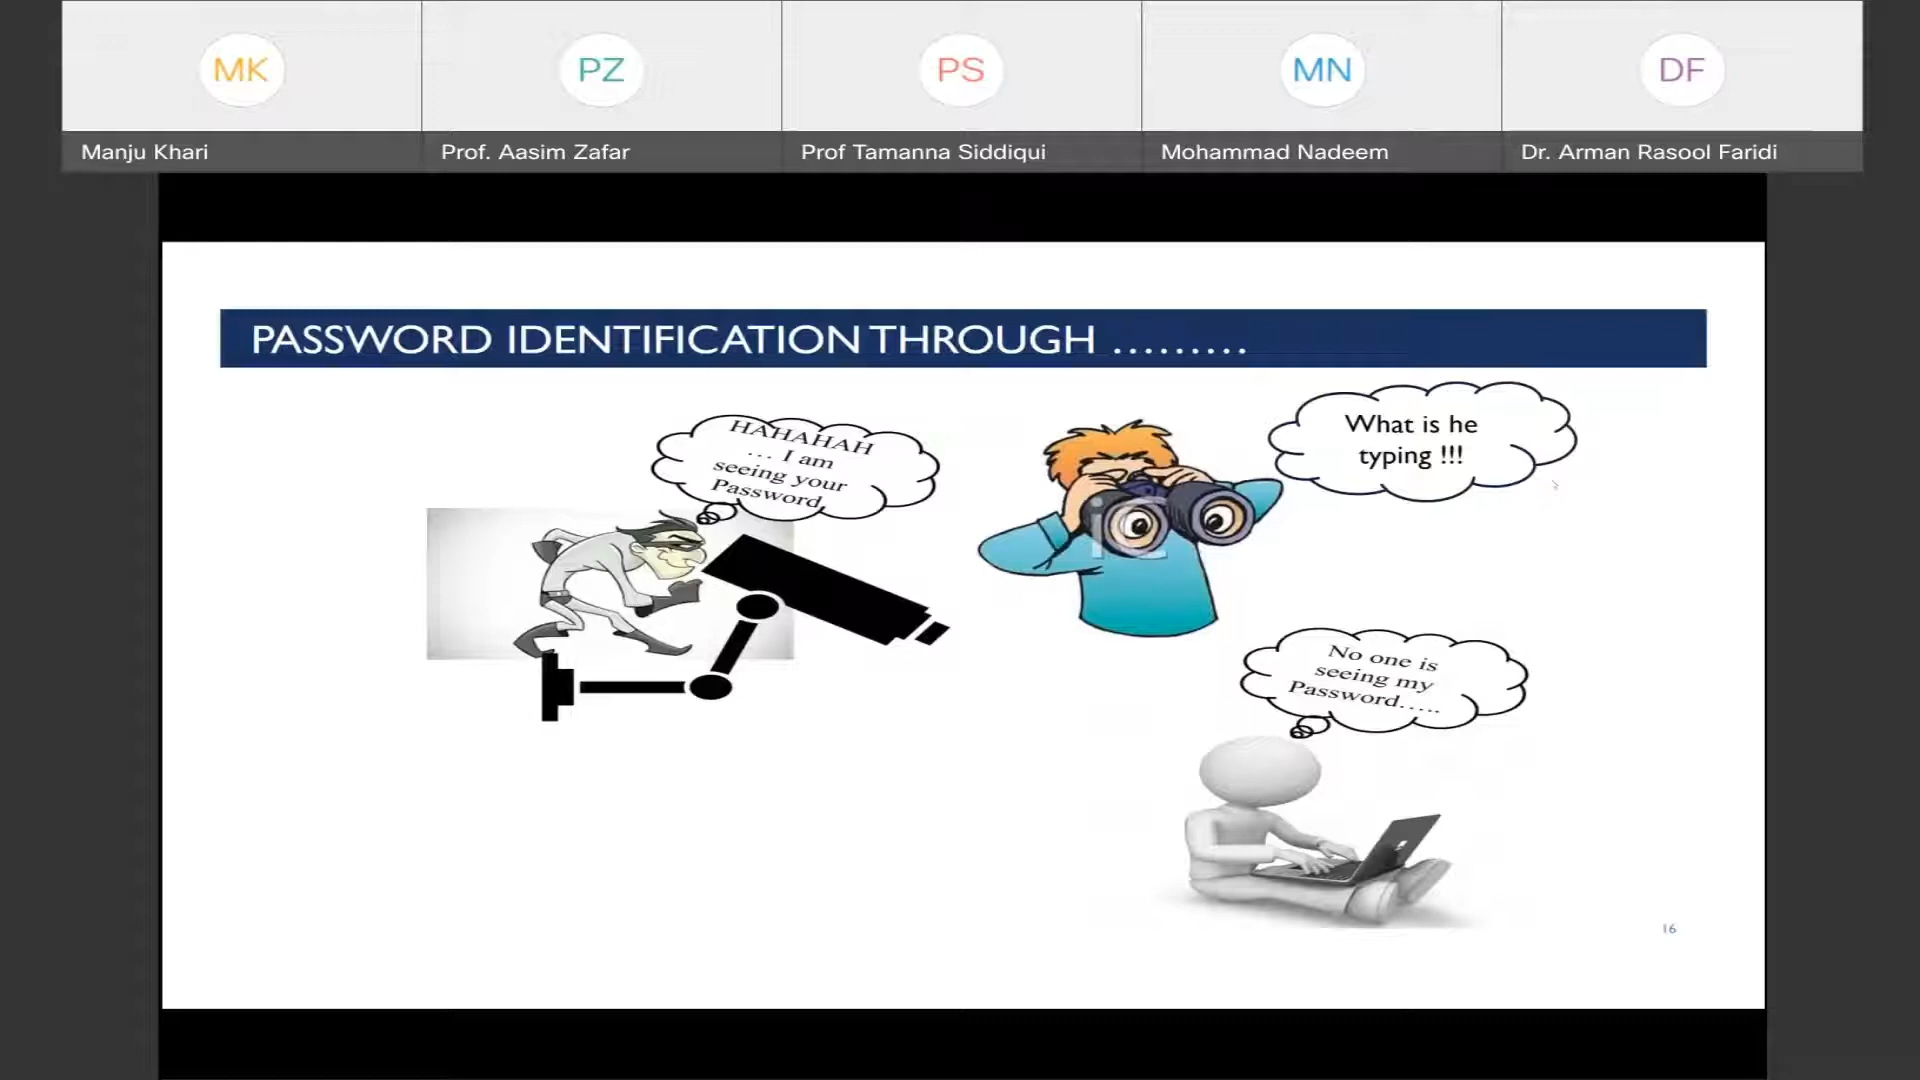 MK
PZ
PS
MN
DF
Manju Khari
Prof. Aasim Zafar
Prof Tamanna Siddiqui
Mohammad Nadeem
Dr. Arman Rasool Faridi
PASSWORD IDENTIFICATION THROUGH .........
HAHAHAH
... I am
seeing your
Password
What is he
typing !!!
iC
No one is
seeing my
Password.....
16